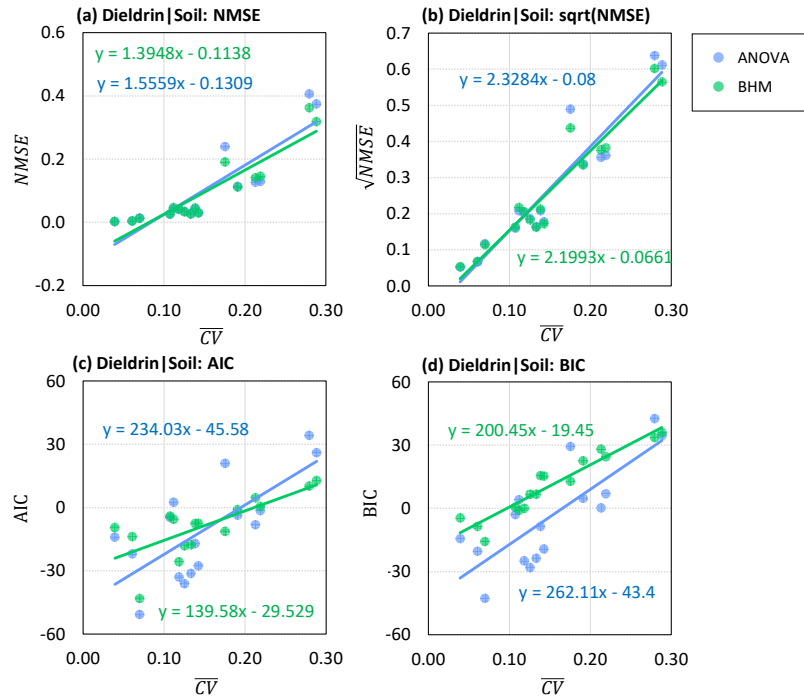 (a) Dieldrin|Soil: NMSE
0.6
0.4
0.2
0.0
-0.2
NMSE
y = 1.3948x - 0.1138
y = 1.5559x - 0.1309
0.00 0.10 0.20 0.30
CV
(b) Dieldrin|Soil: sqrt(NMSE)
0.7
0.6
0.5
0.4
0.3
0.2
0.1
0.0
√NMSE
y = 2.3284x - 0.08
y = 2.1993x - 0.0661
0.00 0.10 0.20 0.30
CV
ANOVA
BHM
(c) Dieldrin|Soil: AIC
60
30
0
-30
-60
AIC
y = 234.03x - 45.58
y = 139.58x - 29.529
0.00 0.10 0.20 0.30
CV
(d) Dieldrin|Soil: BIC
60
30
0
-30
-60
BIC
y = 200.45x - 19.45
y = 262.11x - 43.4
0.00 0.10 0.20 0.30
CV